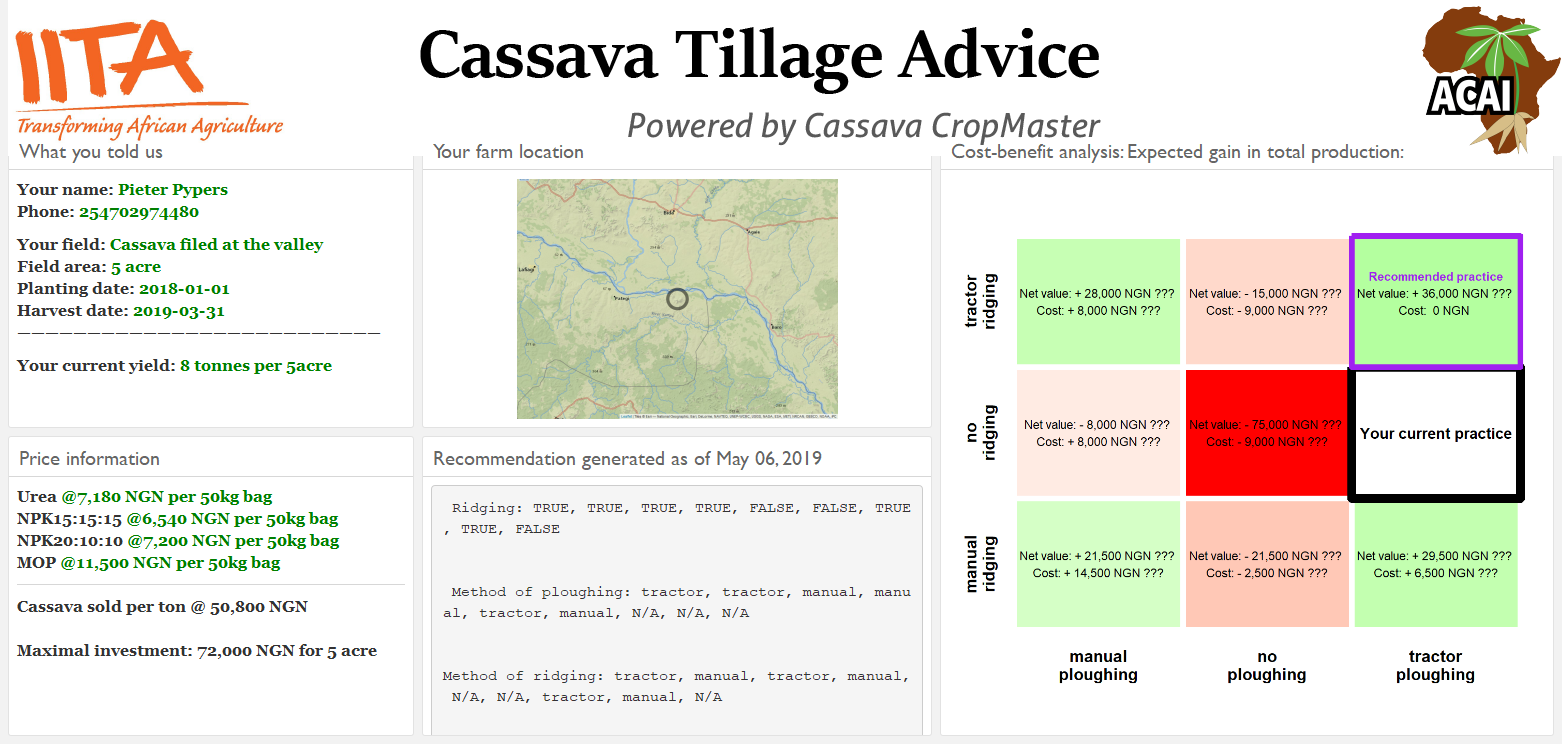 IITA
Transforming African Agriculture
Cassava Tillage Advice
Powered by Cassava CropMaster
ACAI
What you told us
Your name: Pieter Pypers
Phone: 254702974480
Your field: Cassava filed at the valley
Field area: 5 acre
Planting date: 2018-01-01
Harvest date: 2019-03-31
Your current yield: 8 tonnes per 5acre
Your farm location
Price information
Urea @7,180 NGN per 50kg bag
NPK15:15:15 @6,540 NGN per 50kg bag
NPK20:10:10 @7,200 NGN per 50kg bag
MOP @11,500 NGN per 50kg bag
Cassava sold per ton @ 50,800 NGN
Maximal investment: 72,000 NGN for 5 acre
Recommendation generated as of May 06, 2019
Ridging: TRUE, TRUE, TRUE, TRUE, FALSE, FALSE, TRUE
, TRUE, FALSE
Method of ploughing: tractor, tractor, manual, manu
al, tractor, manual, N/A, N/A, N/A
Method of ridging: tractor, manual, tractor, manual,
N/A, N/A, tractor, manual, N/A
Cost-benefit analysis: Expected gain in total production:
tractor
ridging
Net value: + 28,000 NGN ???
Cost: + 8,000 NGN ???
Net value: - 15,000 NGN ???
Cost: - 9,000 NGN ???
Recommended practice
Net value: + 36,000 NGN ???
Cost: 0 NGN
no
ridging
Net value: - 8,000 NGN ???
Cost: + 8,000 NGN ???
Net value: - 75,000 NGN ???
Cost: - 9,000 NGN ???
Your current practice
manual
ridging
Net value: + 21,500 NGN ???
Cost: + 14,500 NGN ???
Net value: - 21,500 NGN ???
Cost: - 2,500 NGN ???
Net value: + 29,500 NGN ???
Cost: + 6,500 NGN ???
manual
ploughing
no
ploughing
tractor
ploughing